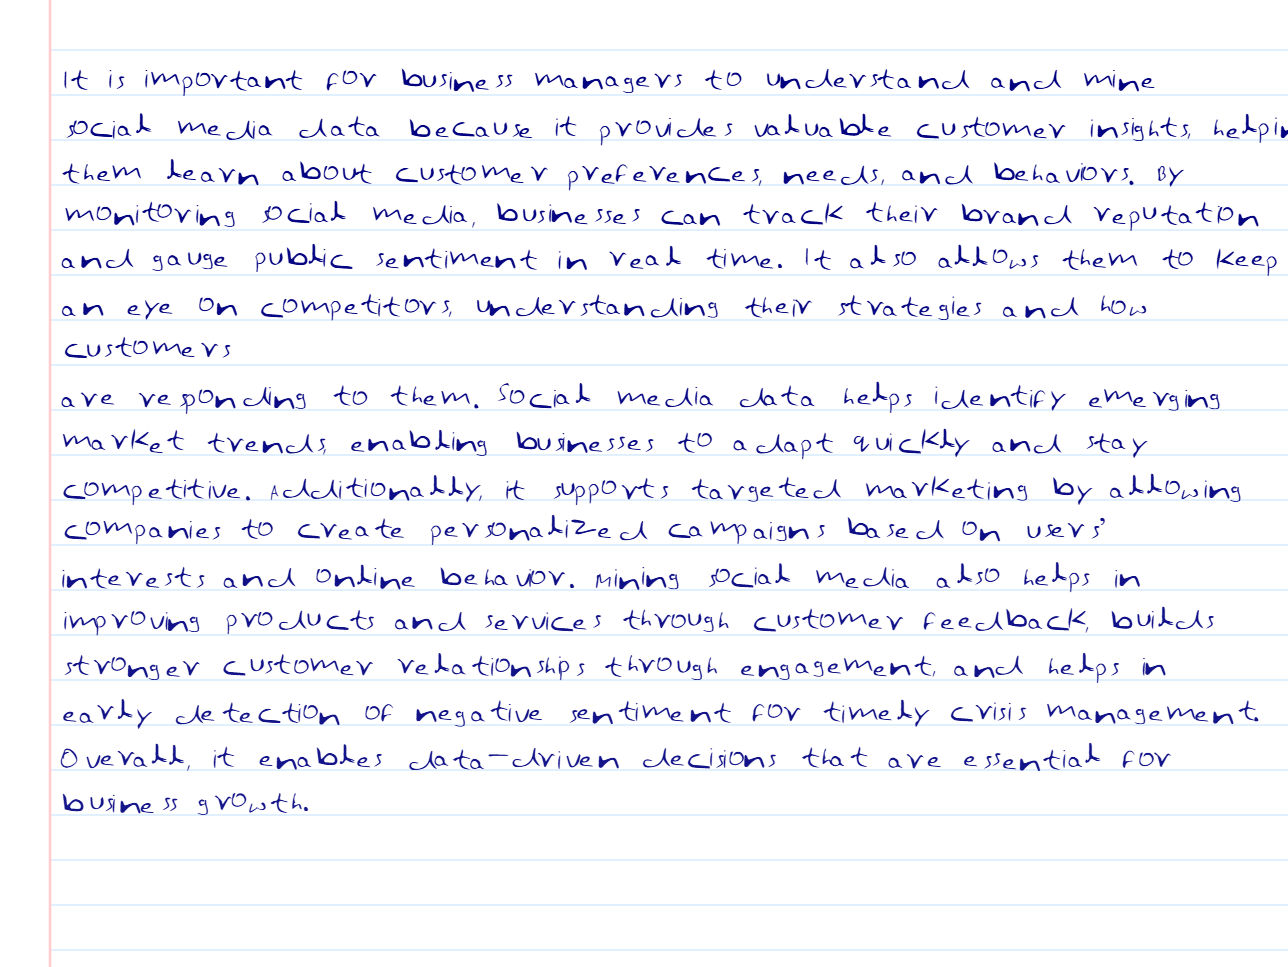 It is important for business managers to understand and mine
social media data because it provides valuable customer insights, helpin
them learn about customer preferences, needs, and behaviors. By
monitoring social media, businesses can track their brand reputation
and gauge public sentiment in real time. It also allows them to keep
an eye on competitors, understanding their strategies and how
customers
are responding to them. Social media data helps identify emerging
market trends, enabling businesses to adapt quickly and stay
competitive. Additionally, it supports targeted marketing by allowing
companies to create personalized campaigns based on users'
interests and online behavior. Mining social media also helps in
improving products and services through customer feedback, builds
stronger customer relationships through engagement, and helps in
early detection of negative sentiment for timely crisis management.
Overall, it enables data-driven decisions that are essential for
business growth.